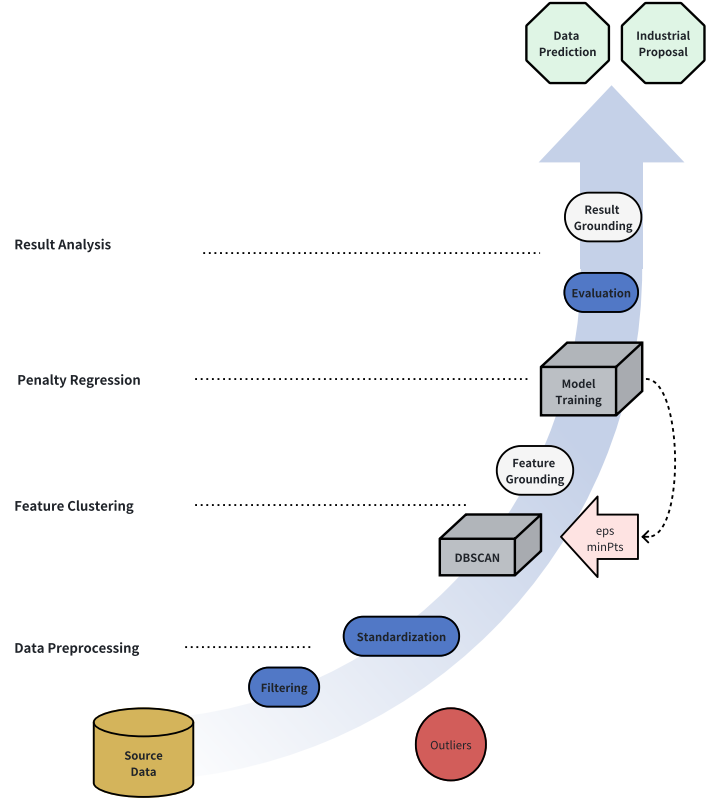 Data
Prediction
Industrial
Proposal
Result
Grounding
Result Analysis
Evaluation
Penalty Regression
Model
Training
Feature
Grounding
Feature Clustering
eps
minPts
DBSCAN
Standardization
Data Preprocessing
Filtering
Source
Data
Outliers